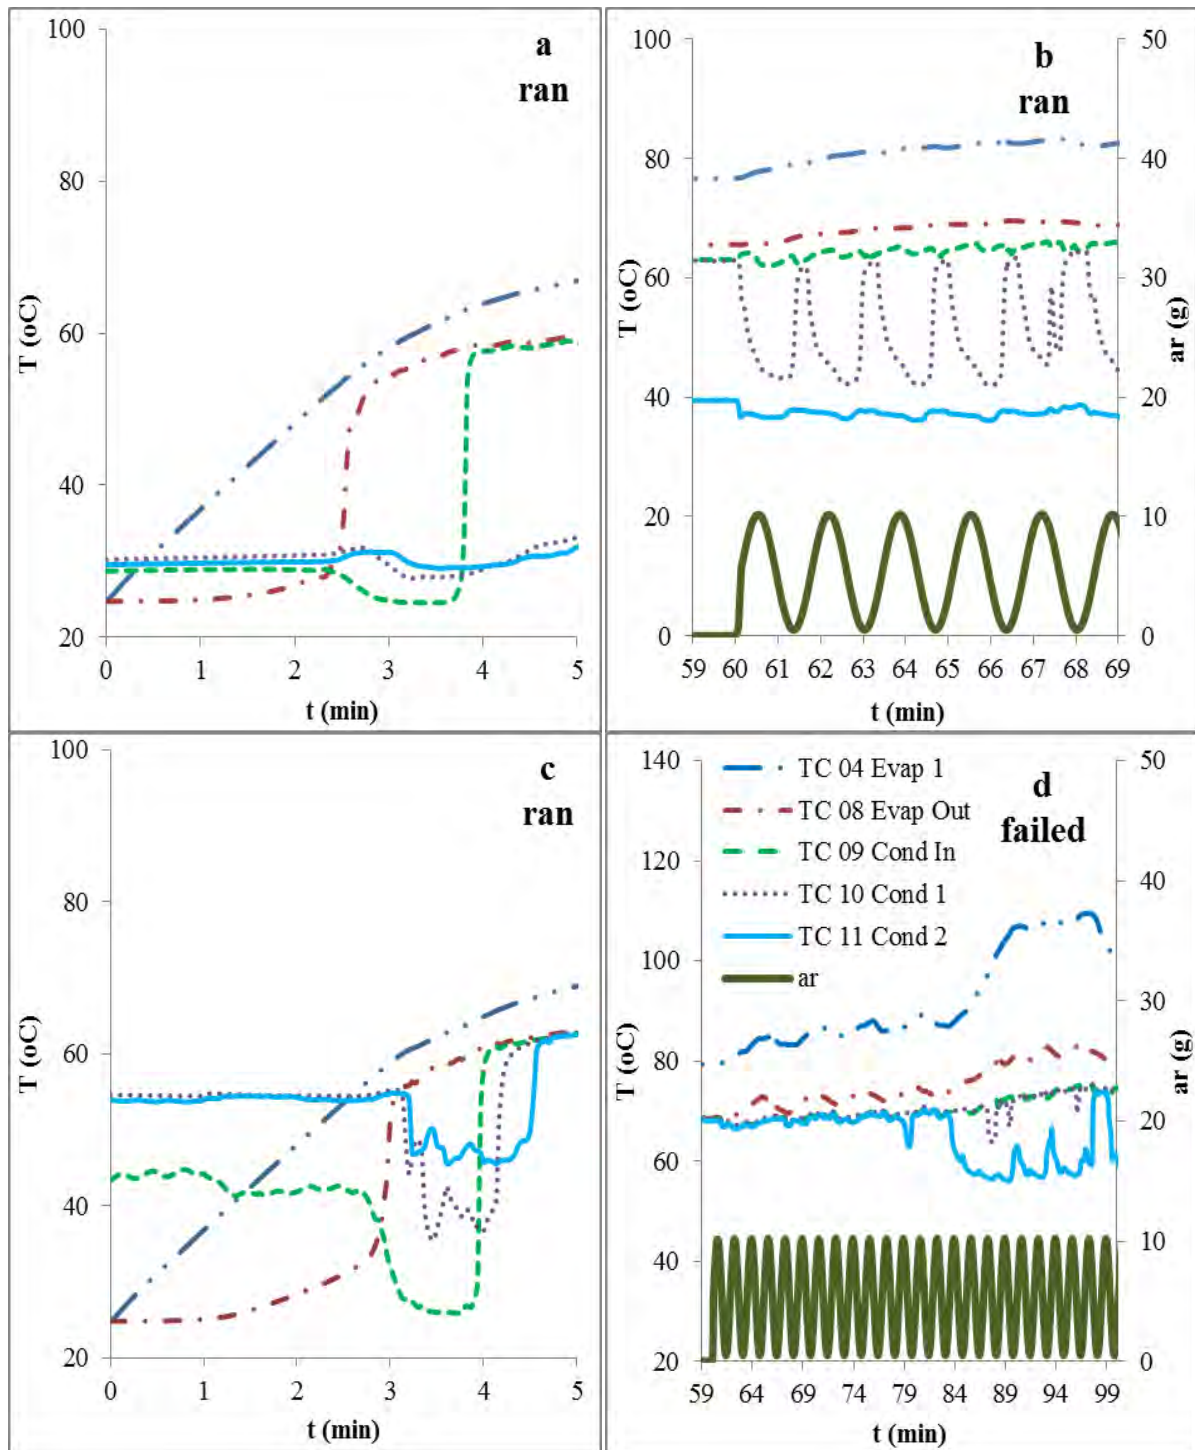 a
ran
100
80
60
40
20
T (oC)
0 1 2 3 4 5
t (min)
b
ran
100
80
60
40
20
0
T (oC)
50
40
30
20
10
0
ar (g)
59 60 61 62 63 64 65 66 67 68 69
t (min)
c
ran
100
80
60
40
20
T (oC)
0 1 2 3 4 5
t (min)
d
failed
140
120
100
80
60
40
20
T (oC)
TC 04 Evap 1
TC 08 Evap Out
TC 09 Cond In
TC 10 Cond 1
TC 11 Cond 2
ar
50
40
30
20
10
0
ar (g)
59 64 69 74 79 84 89 94 99
t (min)